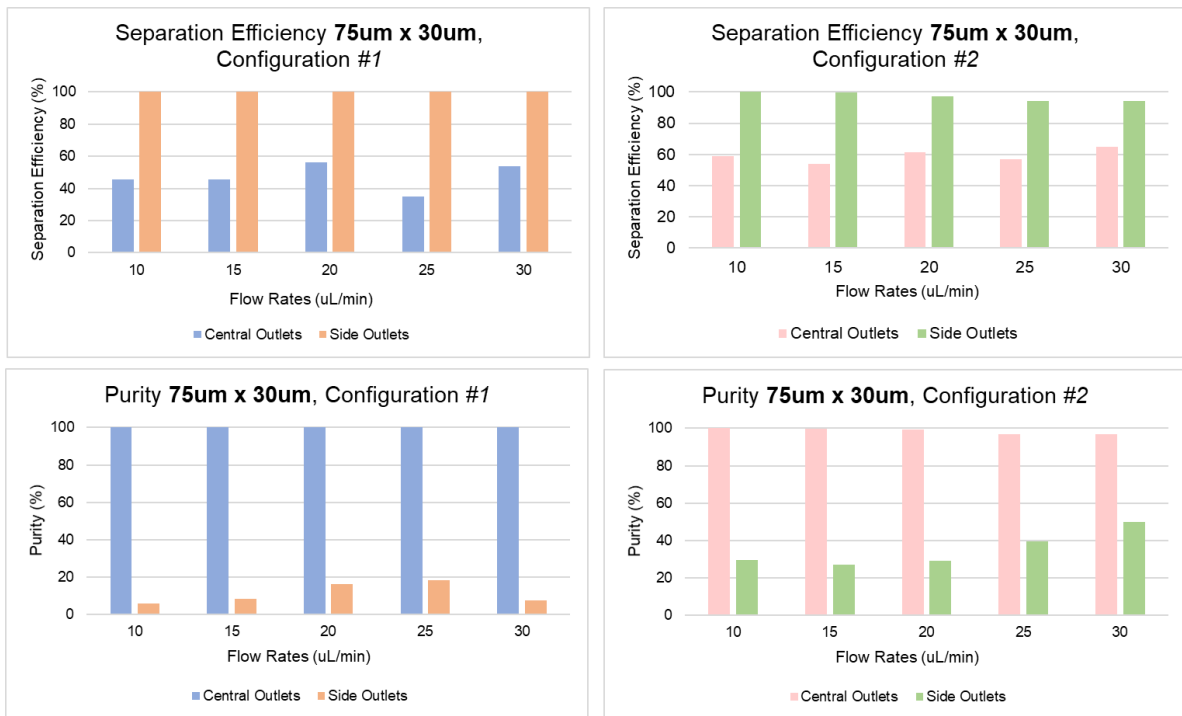 Separation Efficiency 75um x 30um,
Configuration #1
Separation Efficiency (%)
100
80
60
40
20
0
10 15 20 25 30
Flow Rates (uL/min)
Central Outlets Side Outlets
Separation Efficiency 75um x 30um,
Configuration #2
Separation Efficiency (%)
100
80
60
40
20
0
10 15 20 25 30
Flow Rates (uL/min)
Central Outlets Side Outlets
Purity 75um x 30um, Configuration #1
Purity (%)
100
80
60
40
20
0
10 15 20 25 30
Flow Rates (uL/min)
Central Outlets Side Outlets
Purity 75um x 30um, Configuration #2
Purity (%)
100
80
60
40
20
0
10 15 20 25 30
Flow Rates (uL/min)
Central Outlets Side Outlets